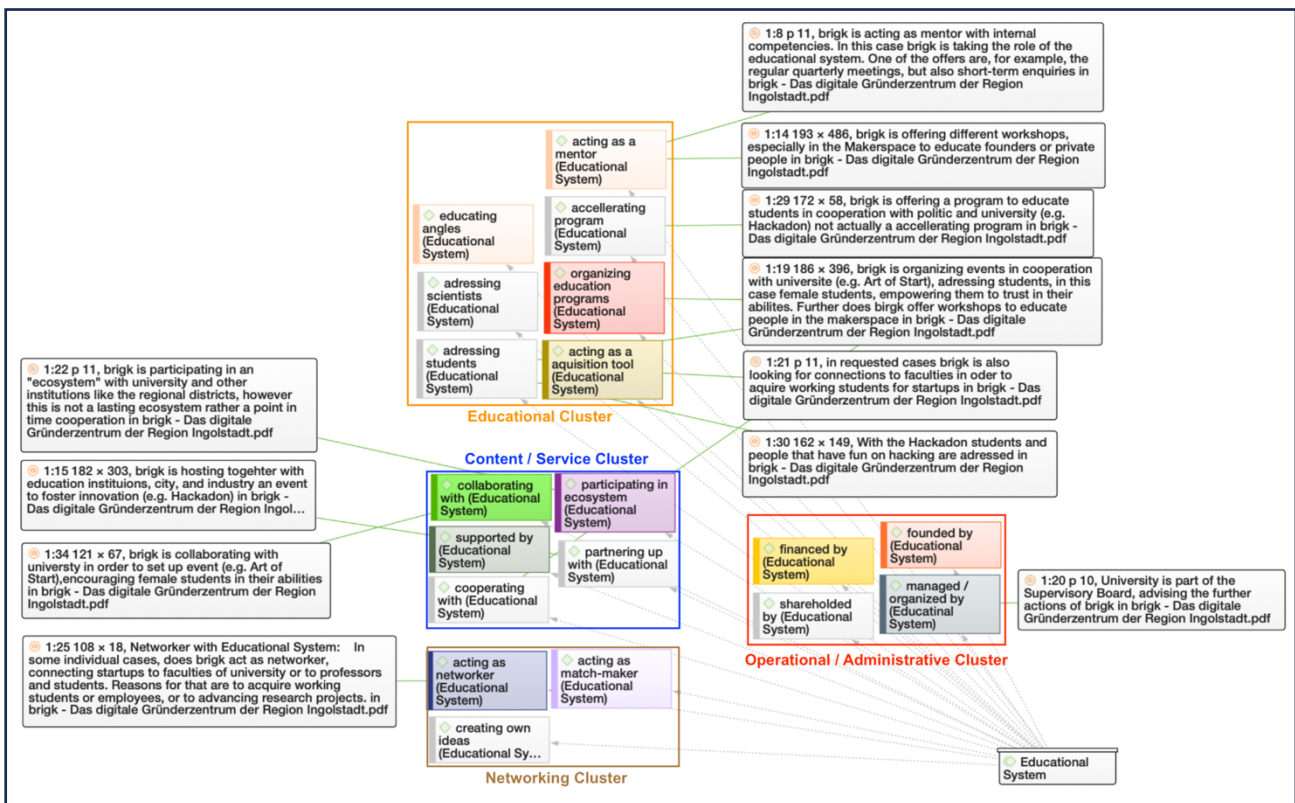 1:8 p 11, brigk is acting as mentor with internal
competencies. In this case brigk is taking the role of the
educational system. One of the offers are, for example, the
regular quarterly meetings, but also short-term enquiries in
brigk - Das digitale Gründerzentrum der Region
Ingolstadt.pdf
1:14 193 × 486, brigk is offering different workshops,
especially in the Makerspace to educate founders or private
people in brigk - Das digitale Gründerzentrum der Region
Ingolstadt.pdf
1:29 172 × 58, brigk is offering a program to educate
students in cooperation with politic and university (e.g.
Hackadon) not actually a accellerating program in brigk -
Das digitale Gründerzentrum der Region Ingolstadt.pdf
1:19 186 × 396, brigk is organizing events in cooperation
with universite (e.g. Art of Start), adressing students, in this
case female students, empowering them to trust in their
abilites. Further does birgk offer workshops to educate
people in the makerspace in brigk - Das digitale
Gründerzentrum der Region Ingolstadt.pdf
1:21 p 11, in requested cases brigk is also
looking for connections to faculties in oder to
aquire working students for startups in brigk - Das
digitale Gründerzentrum der Region Ingolstadt.pdf
1:30 162 × 149, With the Hackadon students and
people that have fun on hacking are adressed in
brigk - Das digitale Gründerzentrum der Region
Ingolstadt.pdf
acting as a
mentor
(Educational
System)
educating
angles
(Educational
System)
accellerating
program
(Educational
System)
adressing
scientists
(Educational
System)
organizing
education
programs
(Educational
System)
adressing
students
(Educational
System)
acting as a
aquisition tool
(Educational
System)
Educational Cluster
1:22 p 11, brigk is participating in an
"ecosystem" with university and other
institutions like the regional districts, however
this is not a lasting ecosystem rather a point in
time cooperation in brigk - Das digitale
Gründerzentrum der Region Ingolstadt.pdf
1:15 182 × 303, brigk is hosting togehter with
education instituions, city, and industry an event
to foster innovation (e.g. Hackadon) in brigk -
Das digitale Gründerzentrum der Region Ingol...
1:34 121 × 67, brigk is collaborating with
universty in order to set up event (e.g. Art of
Start),encouraging female students in their abilities
in brigk - Das digitale Gründerzentrum der Region
Ingolstadt.pdf
1:25 108 × 18, Networker with Educational System: In
some individual cases, does brigk act as networker,
connecting startups to faculties of university or to professors
and students. Reasons for that are to acquire working
students or employees, or to advancing research projects. in
brigk - Das digitale Gründerzentrum der Region Ingolstadt.pdf
Content / Service Cluster
collaborating
with (Educational
System)
participating in
ecosystem
(Educational
System)
supported by
(Educational
System)
partnering up
with (Educational
System)
cooperating
with (Educational
System)
acting as
networker
(Educational
System)
acting as
match-maker
(Educational
System)
creating own
ideas
(Educational Sy...
Networking Cluster
financed by
(Educational
System)
founded by
(Educational
System)
shareholded
by (Educational
System)
managed /
organized by
(Educatinal
System)
Operational / Administrative Cluster
1:20 p 10, University is part of the
Supervisory Board, advising the further
actions of brigk in brigk - Das digitale
Gründerzentrum der Region Ingolstadt.pdf
Educational
System